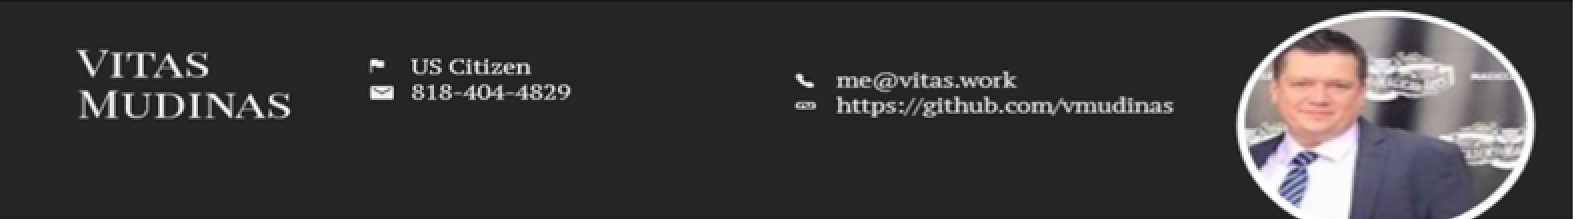 VITAS
MUDINAS
US Citizen
818-404-4829
me@vitas.work
https://github.com/vmudinas